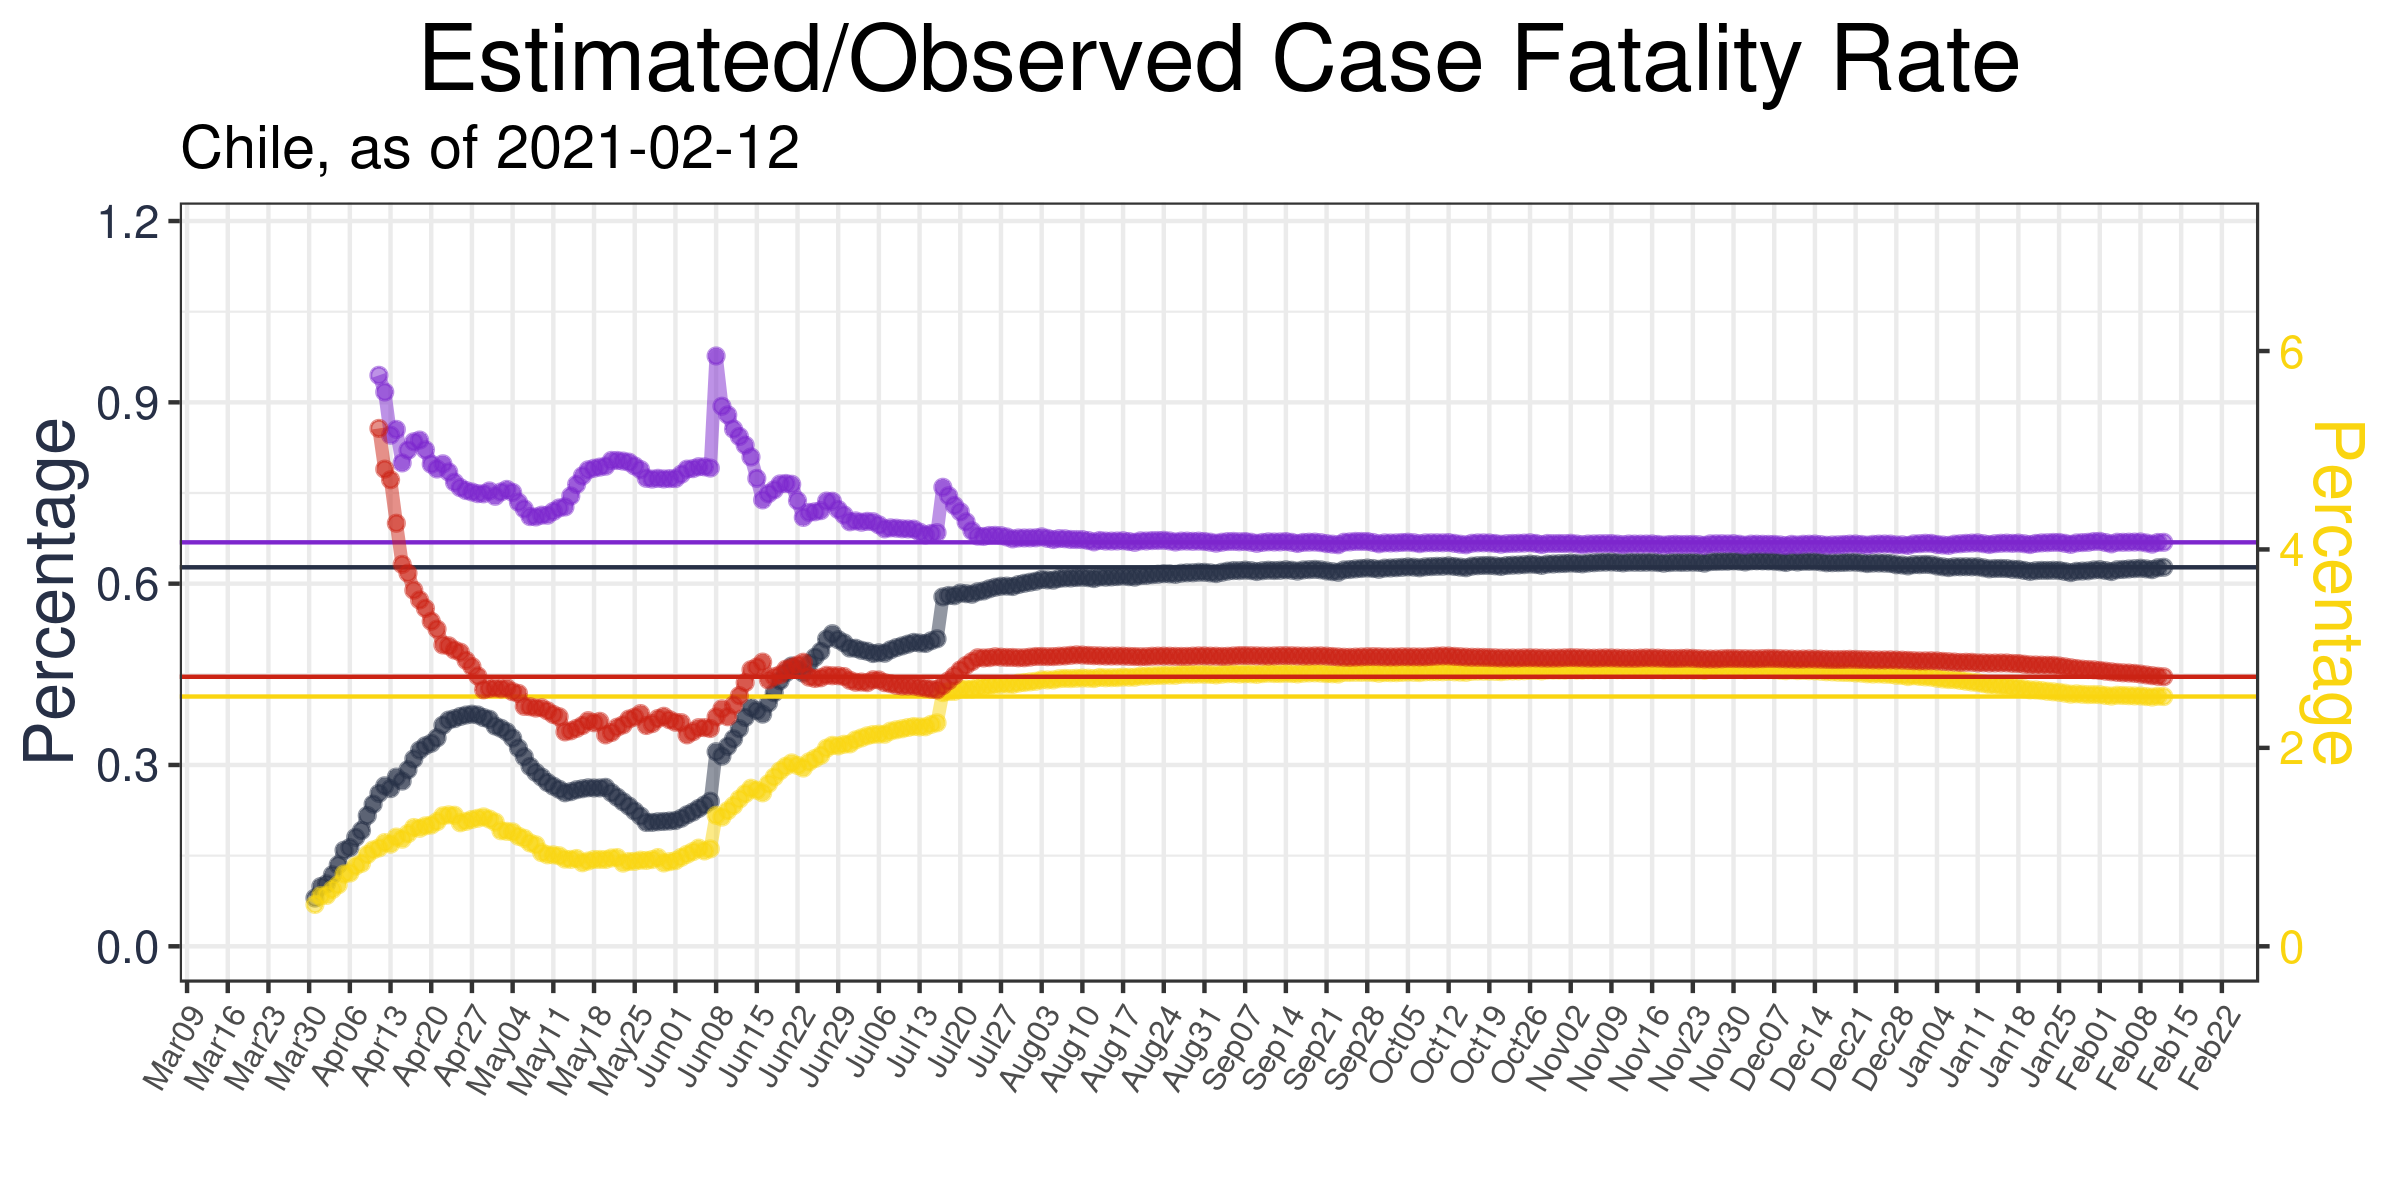 Estimated/Observed Case Fatality Rate
Chile, as of 2021-02-12
Percentage
1.2
0.9
0.6
0.3
0.0
6
4
2
0
Percentage
Mar09 Mar16 Mar23 Mar30 Apr06 Apr13 Apr20 Apr27 May04 May11 May18 May25 Jun01 Jun08 Jun15 Jun22 Jun29 Jul06 Jul13 Jul20 Jul27 Aug03 Aug10 Aug17 Aug24 Aug31 Sep07 Sep14 Sep21 Sep28 Oct05 Oct12 Oct19 Oct26 Nov02 Nov09 Nov16 Nov23 Nov30 Dec07 Dec14 Dec21 Dec28 Jan04 Jan11 Jan18 Jan25 Feb01 Feb08 Feb15 Feb22